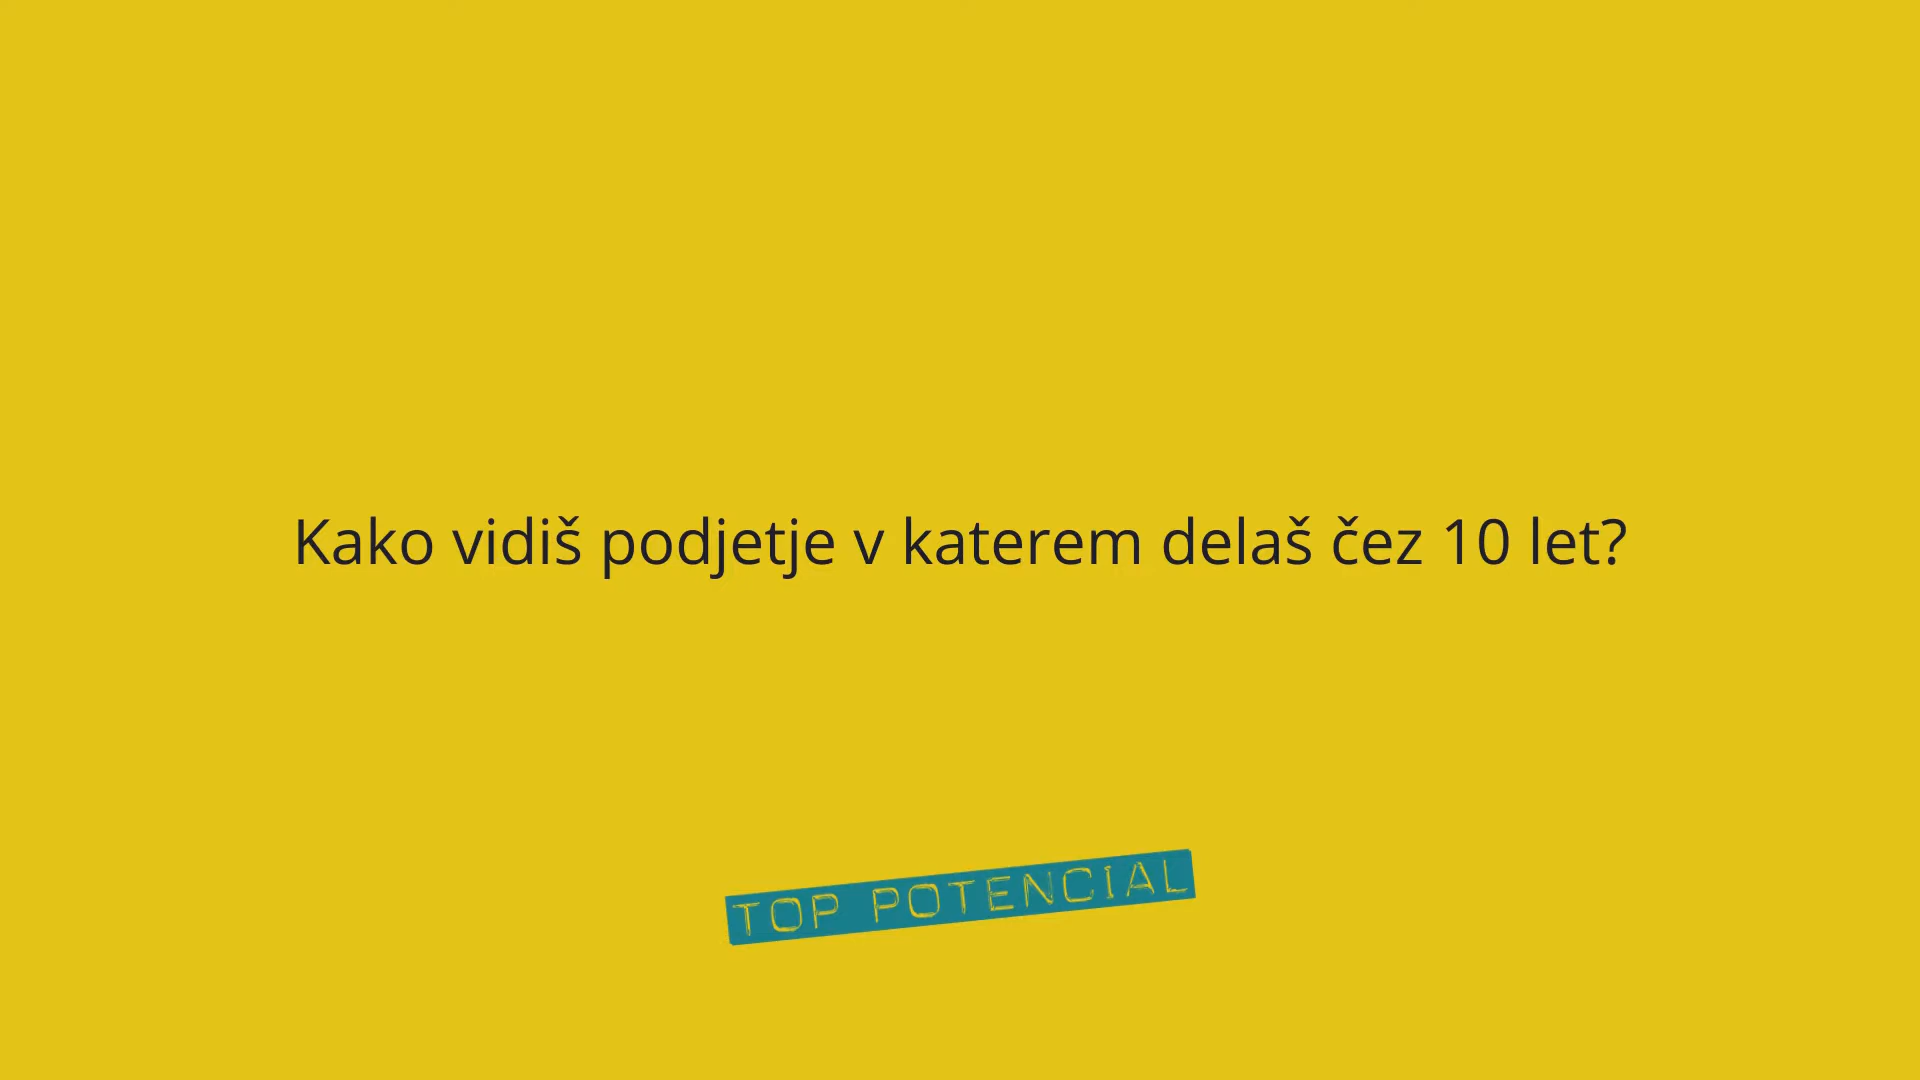 Kako vidiš podjetje v katerem delaš čez 10 let?
TOP POTENCIAL